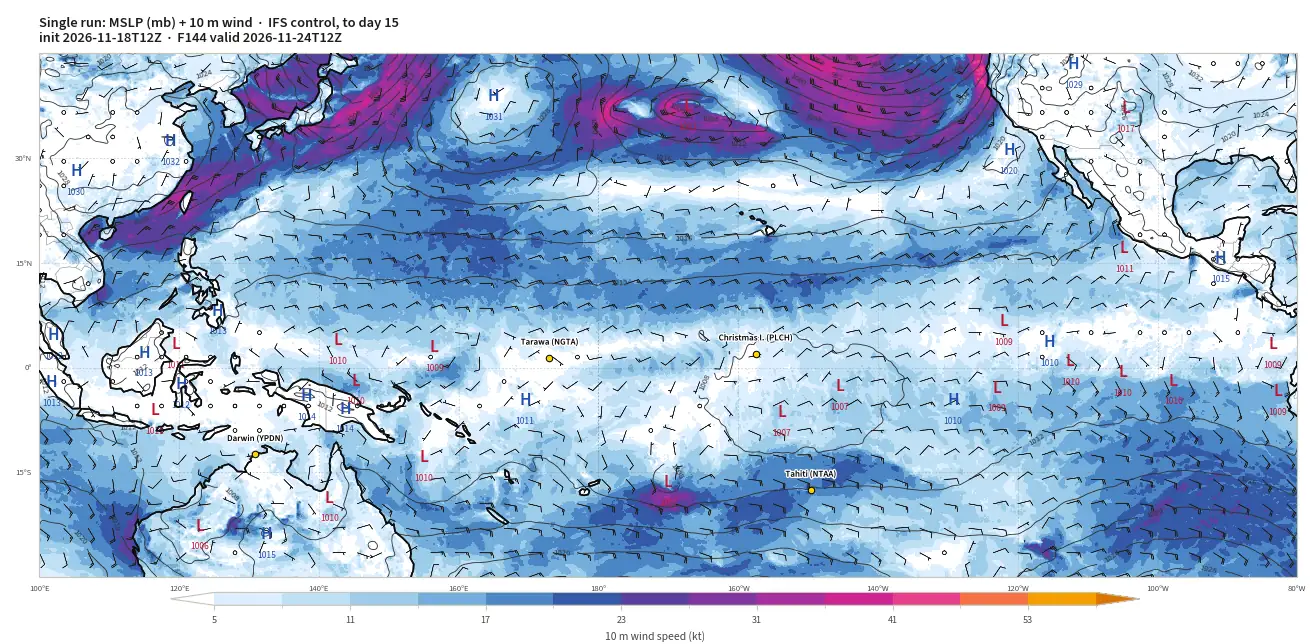 Single run: MSLP (mb) + 10 m wind · IFS control, to day 15
init 2026-11-18T12Z · F144 valid 2026-11-24T12Z
H
1029
H
1031
L
L
1017
H
1032
H
1020
H
1030
30°N
L
1011
H
1015
15°N
H
1013
L
1009
H
L
1010
L
1009
Tarawa (NGTA)
Christmas I. (PLCH)
H
1010
L
1009
H
1013
L
0°
L
1010
L
1010
L
1010
H
1013
H
L
L
1007
L
1009
L
1009
H
1014
H
1014
H
1011
H
1010
L
L
1007
Darwin (YPDN)
L
1010
15°S
Tahiti (NTAA)
L
L
1010
L
1006
H
1015
100°E
120°E
140°E
160°E
180°
160°W
140°W
120°W
100°W
80°W
5
11
17
23
31
41
53
10 m wind speed (kt)